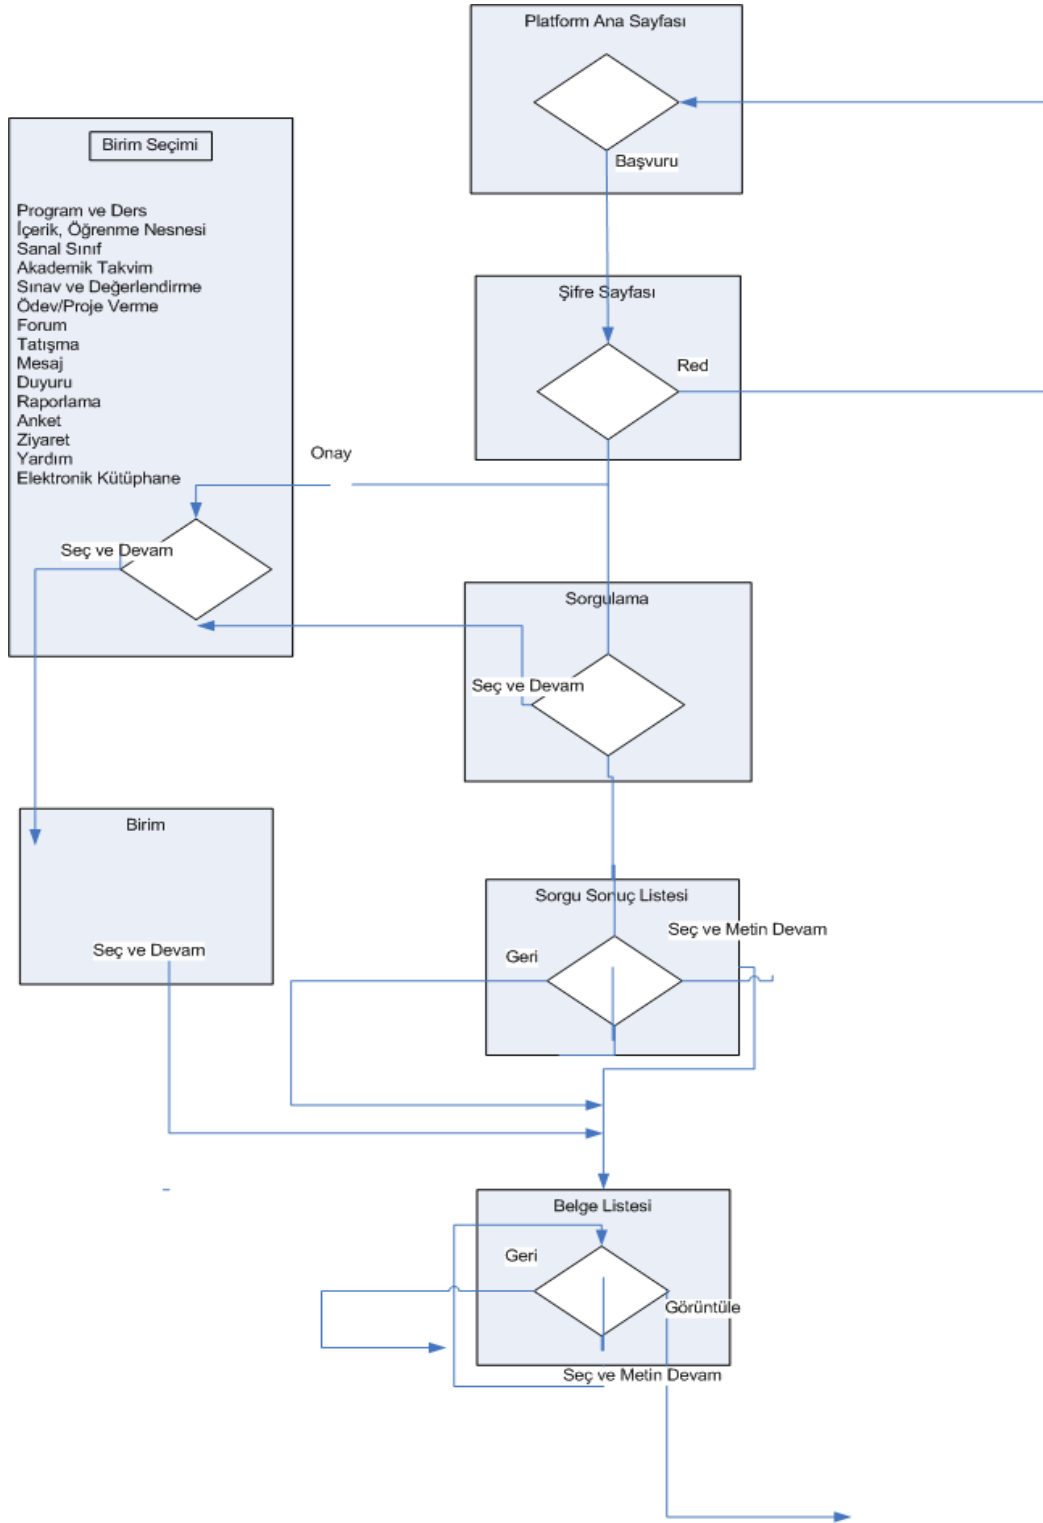 Platform Ana Sayfası
Başvuru
Birim Seçimi
Program ve Ders
İçerik, Öğrenme Nesnesi
Sanal Sınıf
Akademik Takvim
Sınav ve Değerlendirme
Ödev/Proje Verme
Forum
Tatışma
Mesaj
Duyuru
Raporlama
Anket
Ziyaret
Yardım
Elektronik Kütüphane
Şifre Sayfası
Red
Onay
Seç ve Devam
Sorgulama
Seç ve Devam
Birim
Seç ve Devam
Sorgu Sonuç Listesi
Seç ve Metin Devam
Geri
Belge Listesi
Geri
Görüntüle
Seç ve Metin Devam